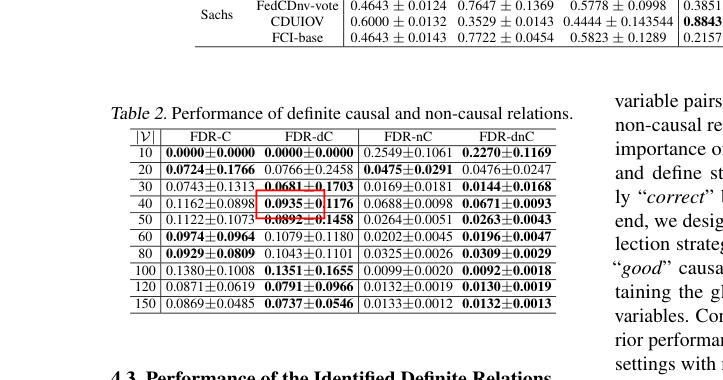 Sachs
FedCDnv-vote 0.4643 ± 0.0124 0.7647 ± 0.1369 0.5778 ± 0.0998 0.3851
CDUIOV 0.6000 ± 0.0132 0.3529 ± 0.0143 0.4444 ± 0.143544 0.8843
FCI-base 0.4643 ± 0.0143 0.7722 ± 0.0454 0.5823 ± 0.1289 0.2157
Table 2. Performance of definite causal and non-causal relations.
|V| FDR-C FDR-dC FDR-nC FDR-dnC
10 0.0000±0.0000 0.0000±0.0000 0.2549±0.1061 0.2270±0.1169
20 0.0724±0.1766 0.0766±0.2458 0.0475±0.0291 0.0476±0.0247
30 0.0743±0.1313 0.0681±0.1703 0.0169±0.0181 0.0144±0.0168
40 0.1162±0.0898 0.0935±0.1176 0.0688±0.0098 0.0671±0.0093
50 0.1122±0.1073 0.0892±0.1458 0.0264±0.0051 0.0263±0.0043
60 0.0974±0.0964 0.1079±0.1180 0.0202±0.0045 0.0196±0.0047
80 0.0929±0.0809 0.1043±0.1101 0.0325±0.0026 0.0309±0.0029
100 0.1380±0.1008 0.1351±0.1655 0.0099±0.0020 0.0092±0.0018
120 0.0871±0.0619 0.0791±0.0966 0.0132±0.0019 0.0130±0.0019
150 0.0869±0.0485 0.0737±0.0546 0.0133±0.0012 0.0132±0.0013
4.3. Performance of the Identified Definite Relations
variable pairs
non-causal re
importance of
and define st
ly “correct” b
end, we desig
lection strateg
“good” causa
taining the gl
variables. Con
rior performan
settings with